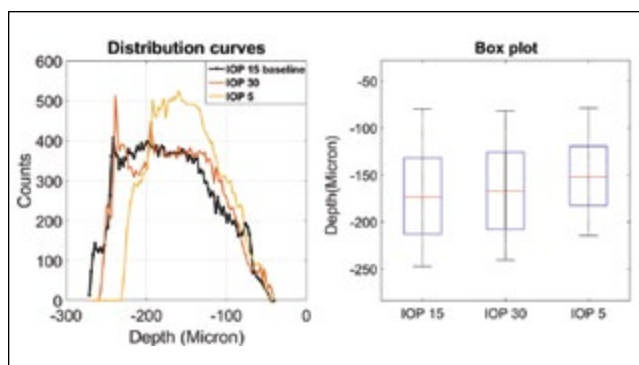 Distribution curves
IOP 15 baseline
IOP 30
IOP 5
600
500
400
300
200
100
0
Counts
-300
-200
-100
0
Depth (Micron)
Box plot
-50
-100
-150
-200
-250
Depth(Micron)
IOP 15
IOP 30
IOP 5